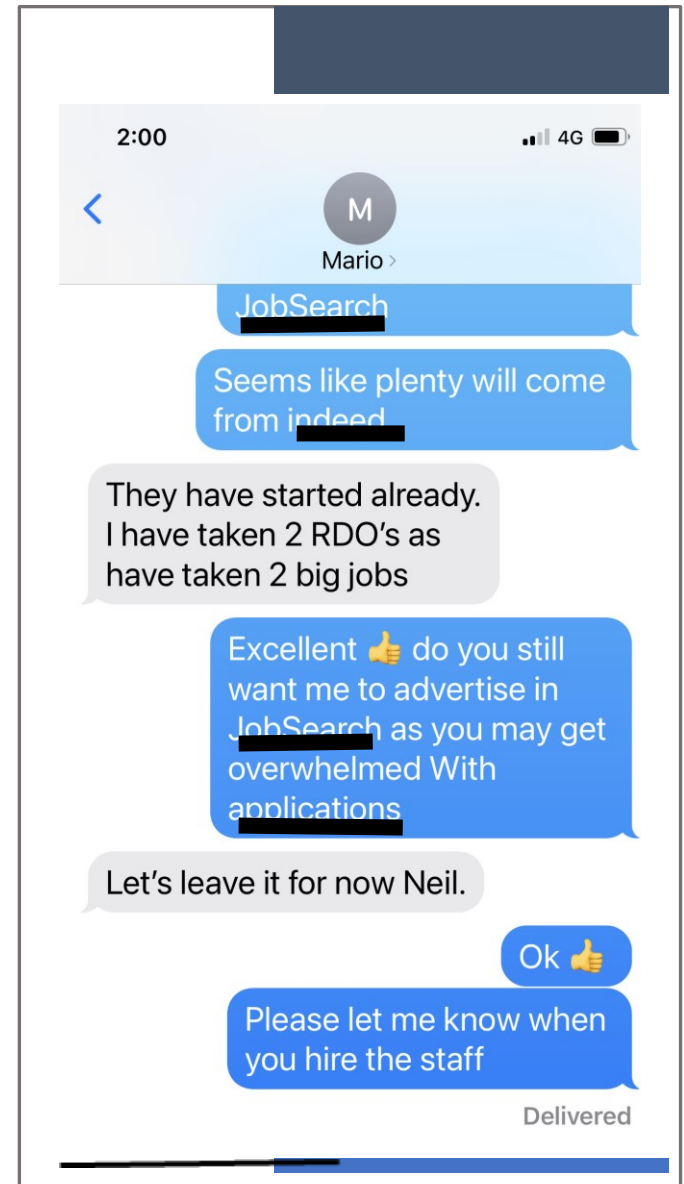 2:00
4G
M
Mario >
JobSearch
Seems like plenty will come
from indeed
They have started already.
I have taken 2 RDO's as
have taken 2 big jobs
Excellent 👍 do you still
want me to advertise in
JobSearch as you may get
overwhelmed With
applications
Let's leave it for now Neil.
Ok 👍
Please let me know when
you hire the staff
Delivered